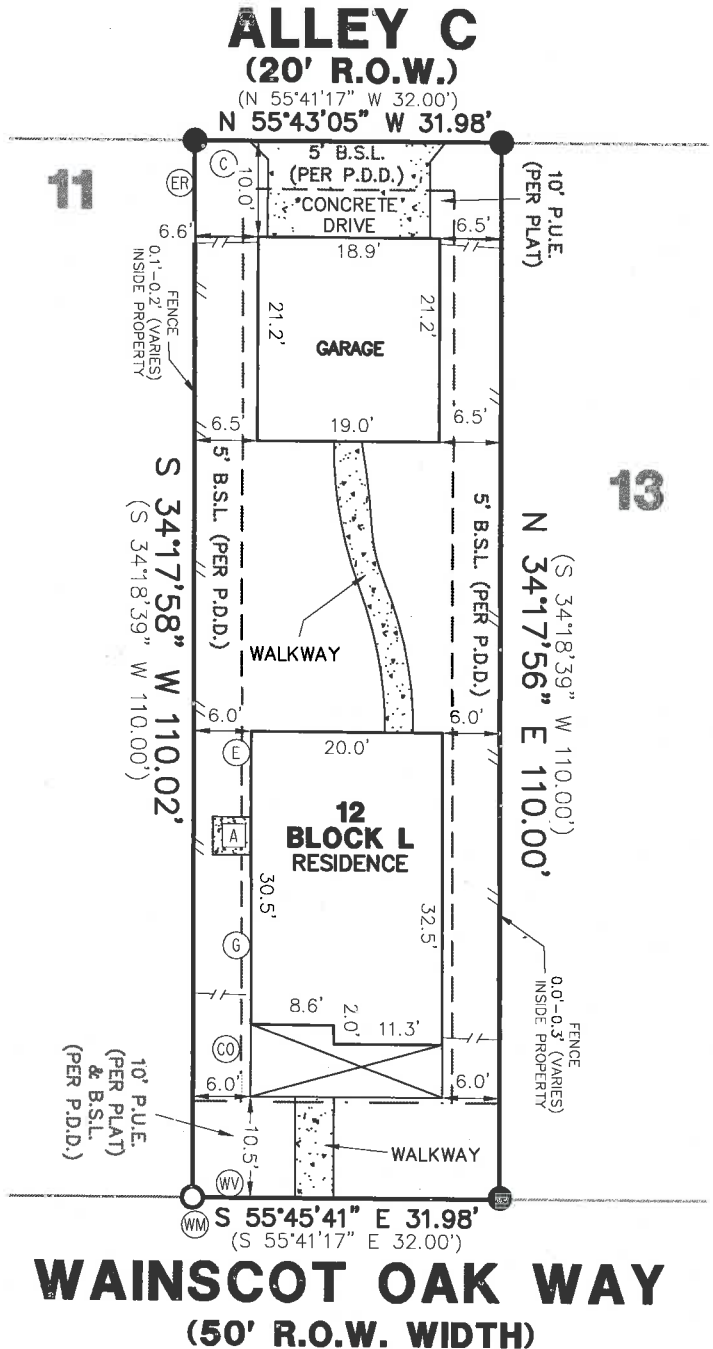 ALLEY C
(20' R.O.W.)
(N 55°41'17" W 32.00')
N 55°43'05" W 31.98'
11
ER
C
10.0'
5' B.S.L.
(PER P.D.D.)
CONCRETE
DRIVE
10' P.U.E.
(PER PLAT)
6.6'
6.5'
18.9'
FENCE
0.1'-0.2' (VARIES)
INSIDE PROPERTY
21.2'
21.2'
GARAGE
6.5'
19.0'
6.5'
13
S 34°17'58" W 110.02'
(S 34°18'39" W 110.00')
5' B.S.L. (PER P.D.D.)
5' B.S.L. (PER P.D.D.)
(S 34°18'39" W 110.00')
N 34°17'56" E 110.00'
WALKWAY
6.0'
6.0'
E
20.0'
12
BLOCK L
RESIDENCE
A
30.5'
32.5'
G
8.6'
2.0'
11.3'
FENCE
0.0'-0.3' (VARIES)
INSIDE PROPERTY
CO
6.0'
6.0'
10' P.U.E.
(PER PLAT)
& B.S.L.
(PER P.D.D.)
10.5'
WALKWAY
WV
WM
S 55°45'41" E 31.98'
(S 55°41'17" E 32.00')
WAINSCOT OAK WAY
(50' R.O.W. WIDTH)